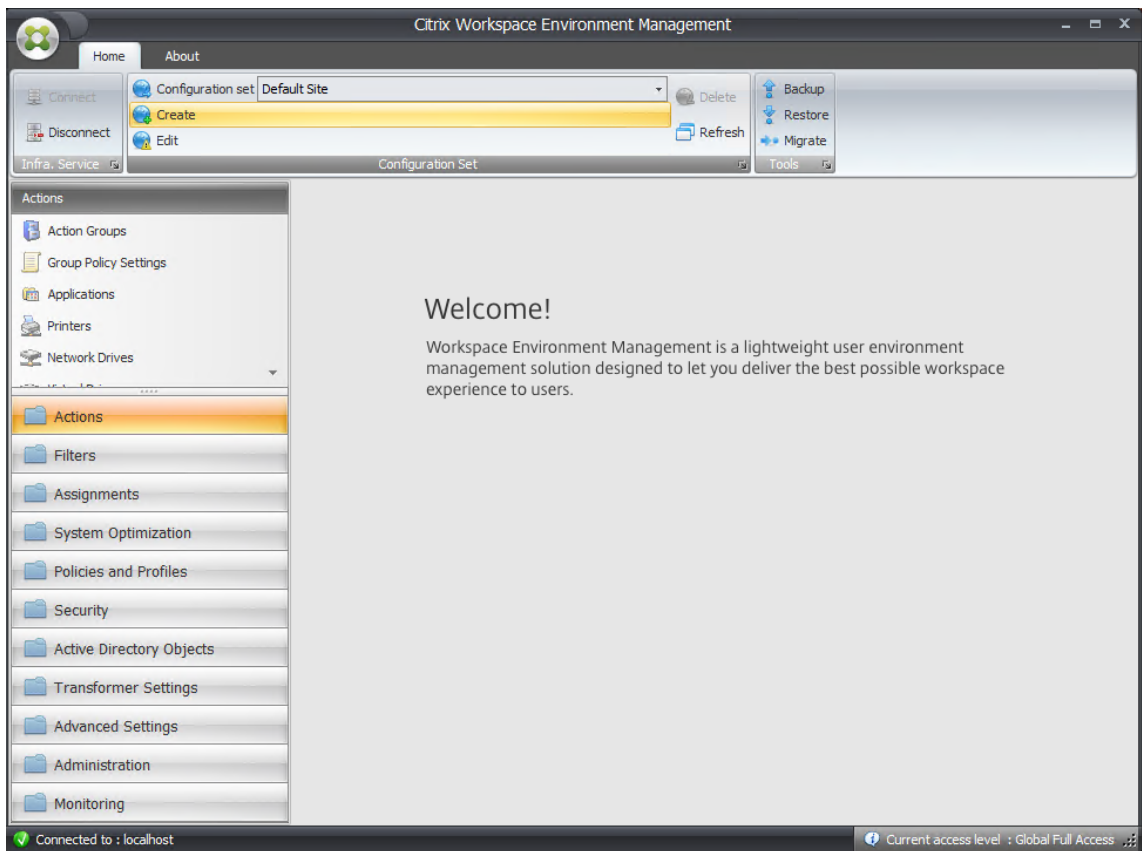 Citrix Workspace Environment Management
Home About
Connect
Disconnect
Infra. Service
Configuration set Default Site
Create
Edit
Delete
Refresh
Configuration Set
Backup
Restore
Migrate
Tools
Actions
Action Groups
Group Policy Settings
Applications
Printers
Network Drives
Actions
Filters
Assignments
System Optimization
Policies and Profiles
Security
Active Directory Objects
Transformer Settings
Advanced Settings
Administration
Monitoring
Welcome!
Workspace Environment Management is a lightweight user environment
management solution designed to let you deliver the best possible workspace
experience to users.
Connected to : localhost
Current access level : Global Full Access